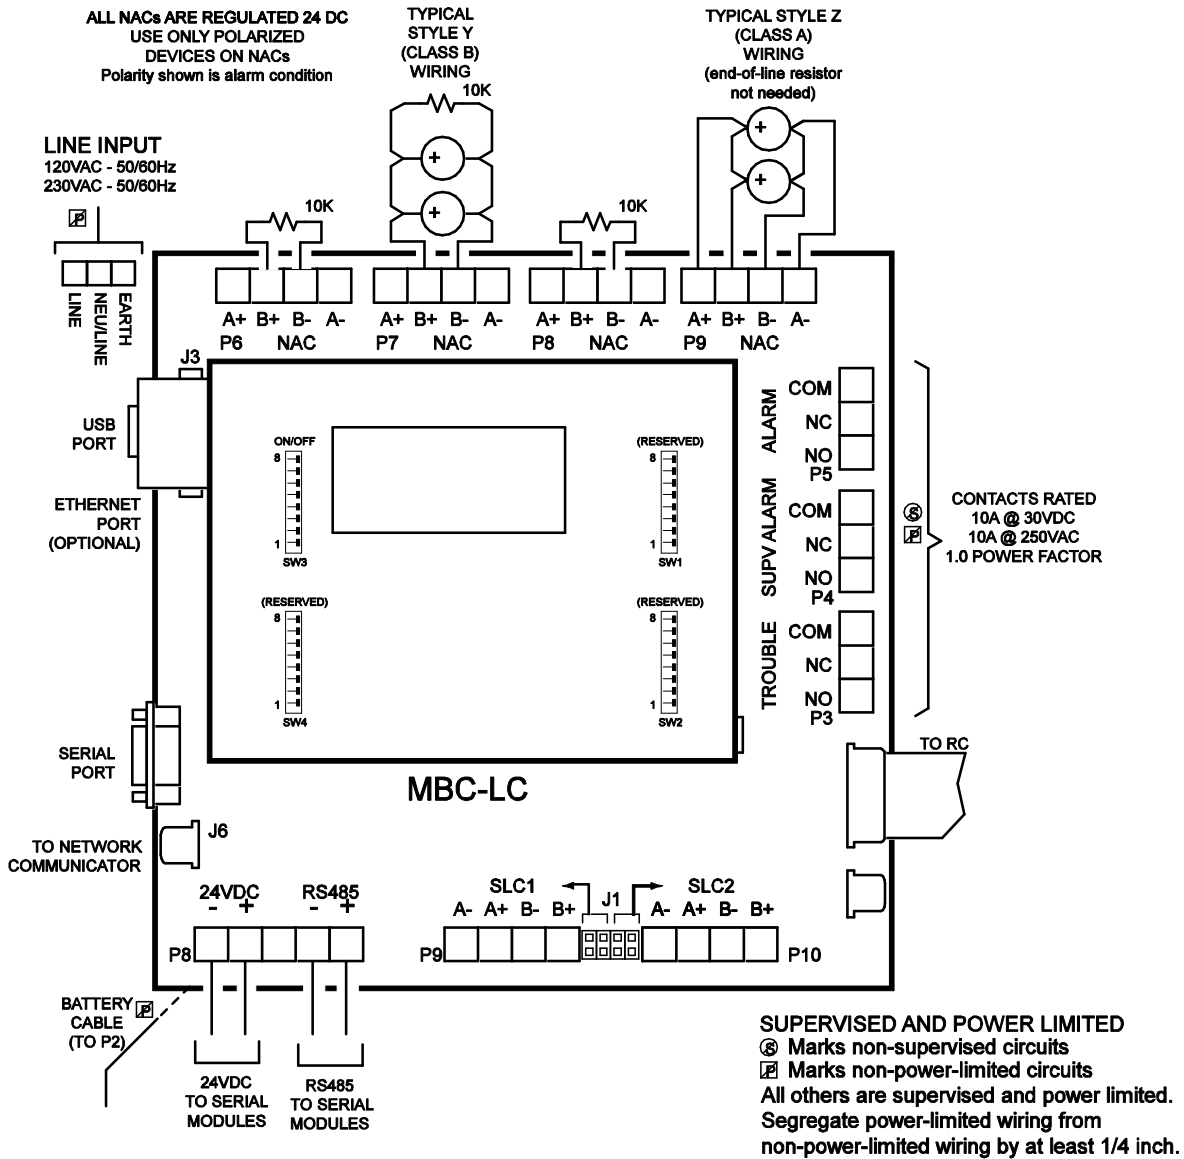 ALL NACs ARE REGULATED 24 DC
USE ONLY POLARIZED
DEVICES ON NACs
Polarity shown is alarm condition
TYPICAL
STYLE Y
(CLASS B)
WIRING
10K
TYPICAL STYLE Z
(CLASS A)
WIRING
(end-of-line resistor
not needed)
+
+
+
+
LINE INPUT
120VAC - 50/60Hz
230VAC - 50/60Hz
P
10K
10K
LINE
NEU/LINE
EARTH
A+ B+ B- A-
P6 NAC
A+ B+ B- A-
P7 NAC
A+ B+ B- A-
P8 NAC
A+ B+ B- A-
P9 NAC
J3
USB
PORT
ETHERNET
PORT
(OPTIONAL)
ON/OFF
8
1
SW3
(RESERVED)
8
1
SW1
(RESERVED)
8
1
SW4
(RESERVED)
8
1
SW2
ALARM
COM
NC
NO
P5
SUPV ALARM
COM
NC
NO
P4
TROUBLE
COM
NC
NO
P3
S
P
CONTACTS RATED
10A @ 30VDC
10A @ 250VAC
1.0 POWER FACTOR
SERIAL
PORT
MBC-LC
TO RC
J6
TO NETWORK
COMMUNICATOR
24VDC
- +
RS485
- +
P8
SLC1
A- A+ B- B+
P9
J1
SLC2
A- A+ B- B+
P10
BATTERY
CABLE
(TO P2)
P
24VDC
TO SERIAL
MODULES
RS485
TO SERIAL
MODULES
SUPERVISED AND POWER LIMITED
S Marks non-supervised circuits
P Marks non-power-limited circuits
All others are supervised and power limited.
Segregate power-limited wiring from
non-power-limited wiring by at least 1/4 inch.